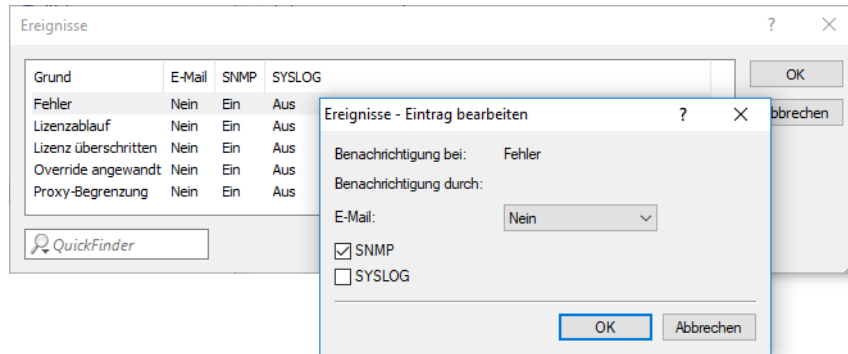 Ereignisse ? X
Grund E-Mail SNMP SYSLOG
Fehler Nein Ein Aus
Lizenzablauf Nein Ein Aus
Lizenz überschritten Nein Ein Aus
Override angewandt Nein Ein Aus
Proxy-Begrenzung Nein Ein Aus
QuickFinder
OK
bbrechen
Ereignisse - Eintrag bearbeiten ? X
Benachrichtigung bei: Fehler
Benachrichtigung durch:
E-Mail: Nein
SNMP
SYSLOG
OK Abbrechen